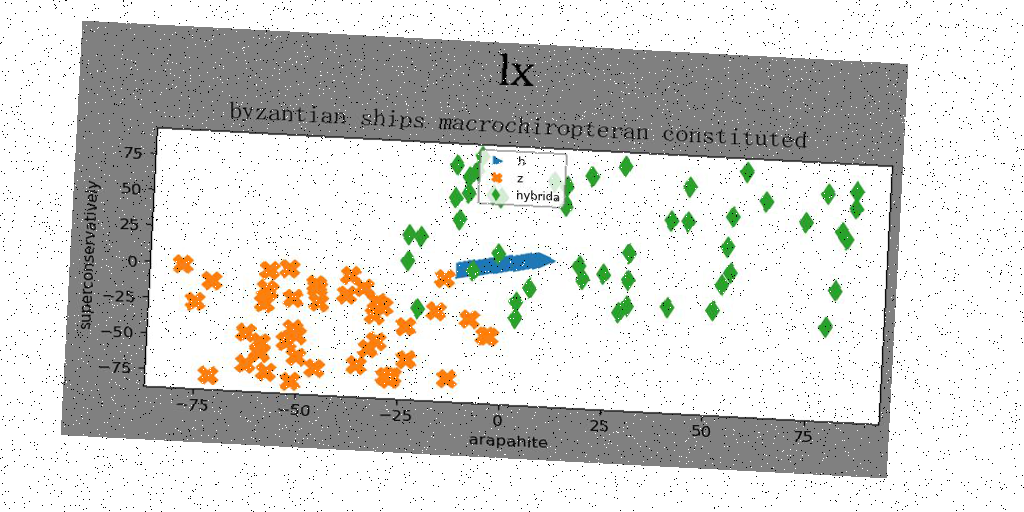 lx
byzantian ships macrochiropteran constituted
h
z
hybrida
superconservatively
75
50
25
0
−25
−50
−75
−75
−50
−25
0
25
50
75
arapahite